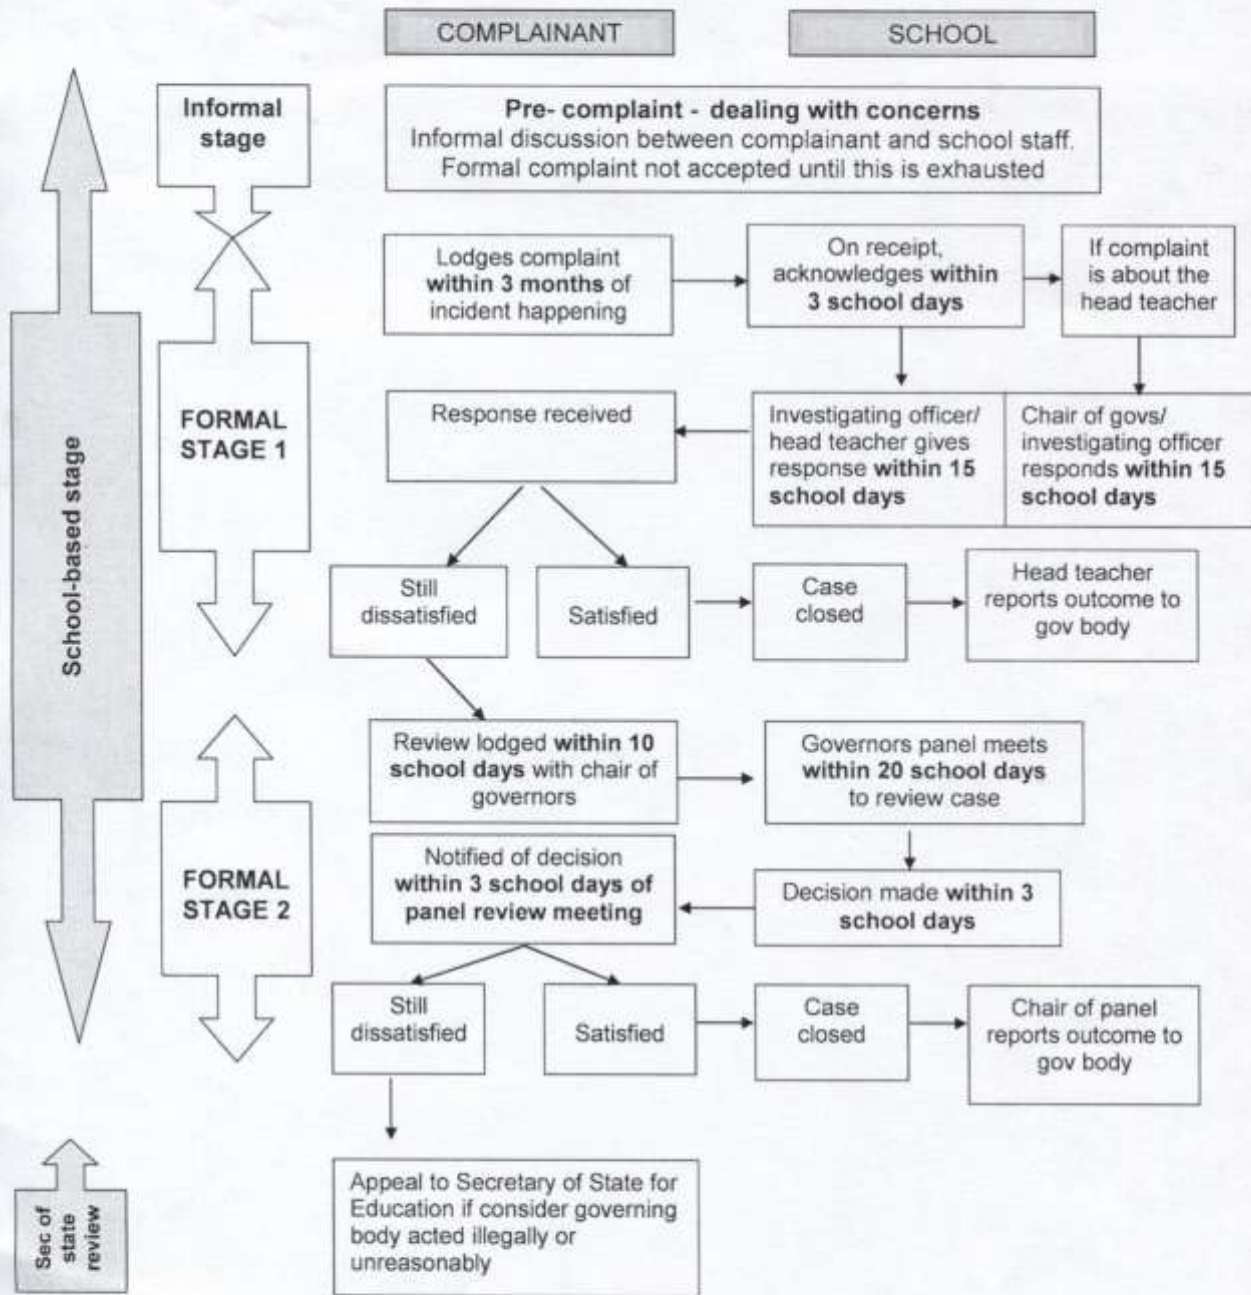 COMPLAINANT
SCHOOL
Informal
stage
Pre- complaint - dealing with concerns
Informal discussion between complainant and school staff.
Formal complaint not accepted until this is exhausted
Lodges complaint
within 3 months of
incident happening
On receipt,
acknowledges within
3 school days
If complaint
is about the
head teacher
School-based stage
FORMAL
STAGE 1
Response received
Investigating officer/
head teacher gives
response within 15
school days
Chair of govs/
investigating officer
responds within 15
school days
Still
dissatisfied
Satisfied
Case
closed
Head teacher
reports outcome to
gov body
FORMAL
STAGE 2
Review lodged within 10
school days with chair of
governors
Governors panel meets
within 20 school days
to review case
Notified of decision
within 3 school days of
panel review meeting
Decision made within 3
school days
Still
dissatisfied
Satisfied
Case
closed
Chair of panel
reports outcome to
gov body
Sec of
state
review
Appeal to Secretary of State for
Education if consider governing
body acted illegally or
unreasonably